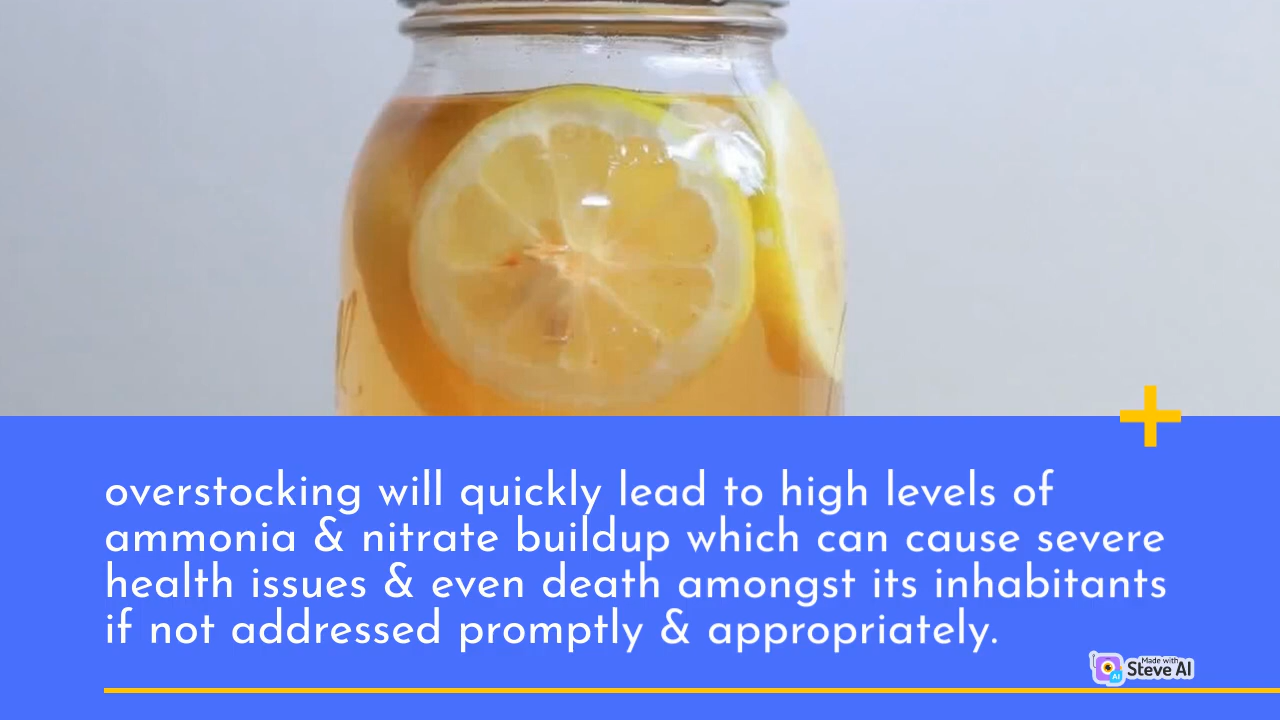 overstocking will quickly lead to high levels of
ammonia & nitrate buildup which can cause severe
health issues & even death amongst its inhabitants
if not addressed promptly & appropriately.
Made with
Steve AI
AI